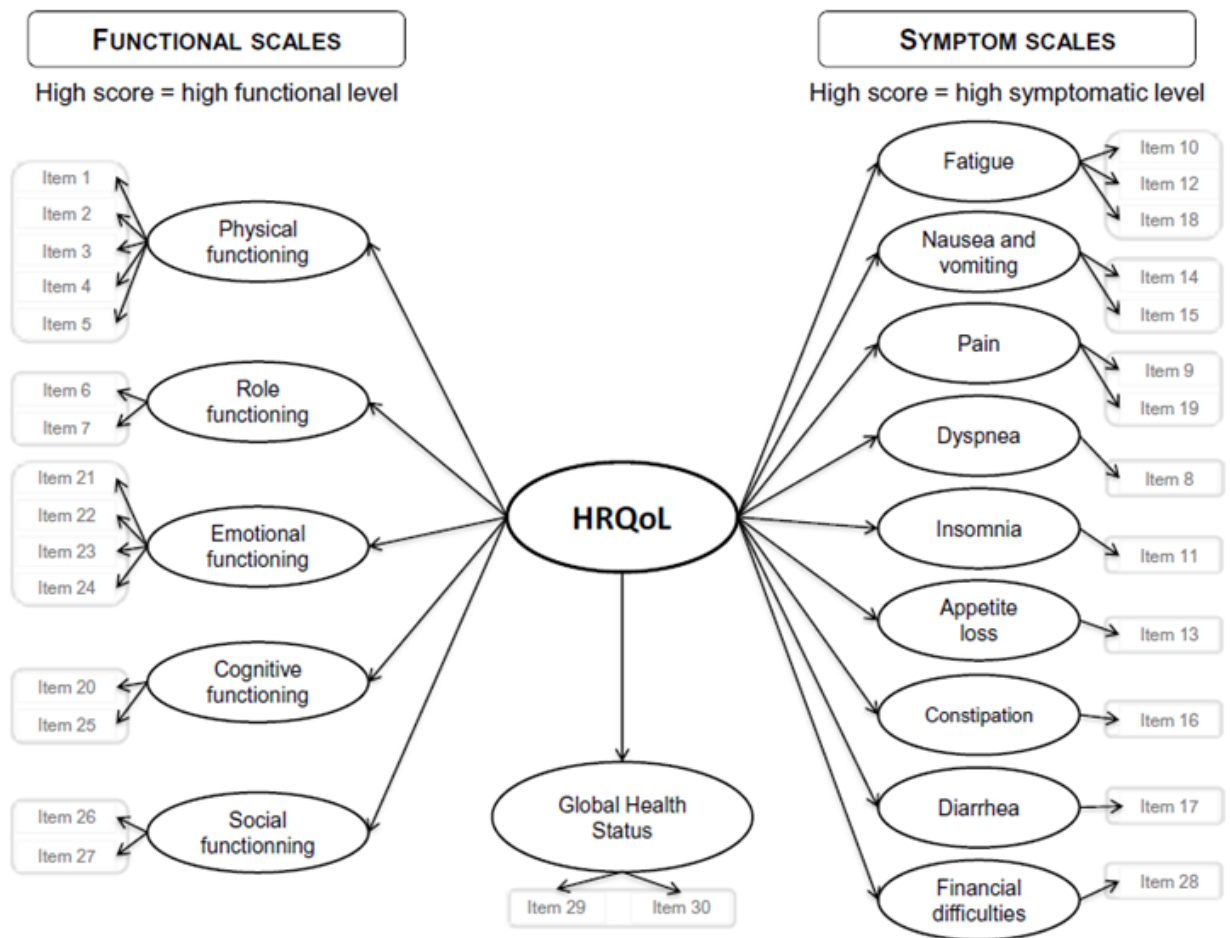 FUNCTIONAL SCALES
High score = high functional level
Item 1
Item 2
Item 3
Item 4
Item 5
Physical
functioning
Item 6
Item 7
Role
functioning
Item 21
Item 22
Item 23
Item 24
Emotional
functioning
Item 20
Item 25
Cognitive
functioning
Item 26
Item 27
Social
functionning
HRQoL
Global Health
Status
Item 29
Item 30
SYMPTOM SCALES
High score = high symptomatic level
Fatigue
Item 10
Item 12
Item 18
Nausea and
vomiting
Item 14
Item 15
Pain
Item 9
Item 19
Dyspnea
Item 8
Insomnia
Item 11
Appetite
loss
Item 13
Constipation
Item 16
Diarrhea
Item 17
Financial
difficulties
Item 28